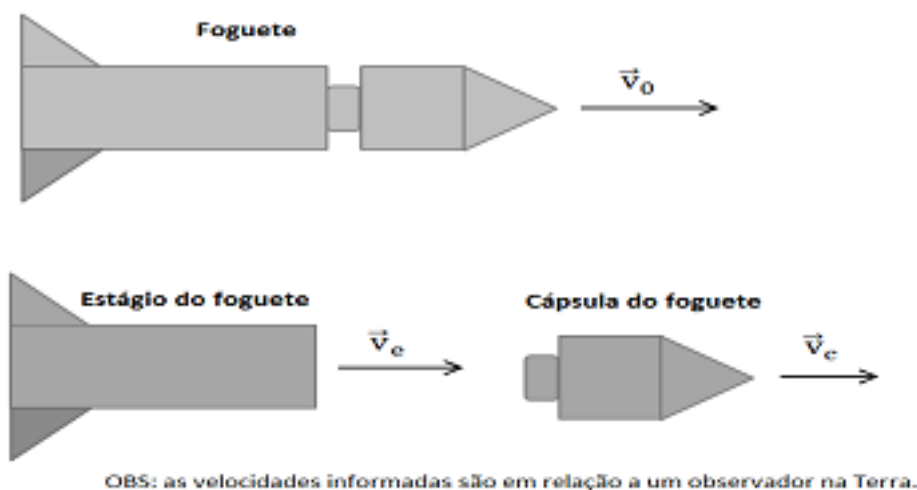 Foguete
v⃗₀
Estágio do foguete
v⃗ₑ
Cápsula do foguete
v⃗c
OBS: as velocidades informadas são em relação a um observador na Terra.